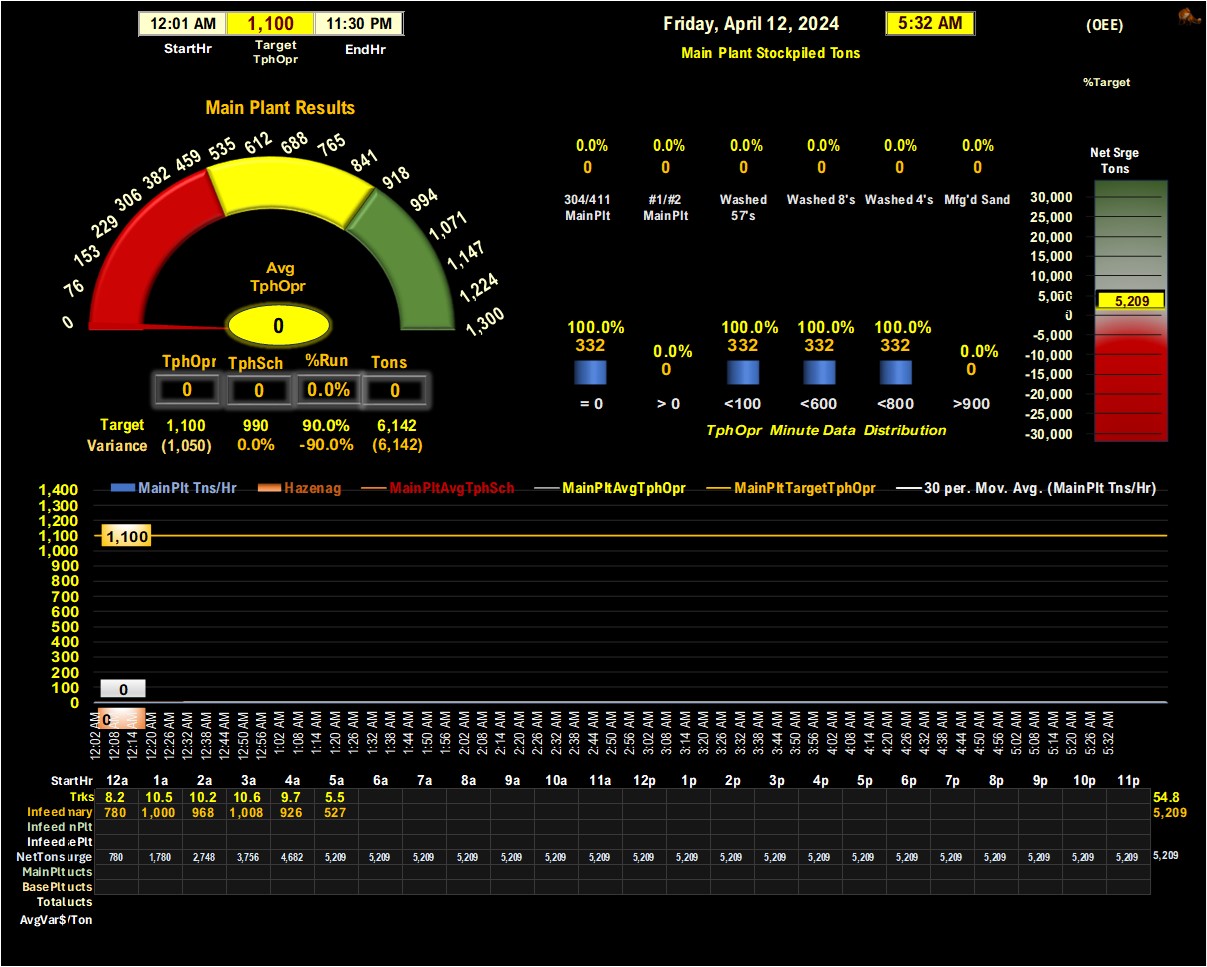 12:01 AM 1,100 11:30 PM
StartHr Target TphOpr EndHr
Friday, April 12, 2024 5:32 AM (OEE)
Main Plant Stockpiled Tons
%Target
Main Plant Results
0 76 153 229 306 382 459 535 612 688 765 841 918 994 1,071 1,147 1,224 1,300
Avg
TphOpr
0
TphOpr TphSch %Run Tons
0 0 0.0% 0
Target 1,100 990 90.0% 6,142
Variance (1,050) 0.0% -90.0% (6,142)
0.0% 0.0% 0.0% 0.0% 0.0% 0.0%
0 0 0 0 0 0
304/411 #1/#2 Washed Washed 8's Washed 4's Mfg'd Sand
MainPlt MainPlt 57's
100.0% 0.0% 100.0% 100.0% 100.0% 0.0%
332 0 332 332 332 0
= 0 > 0 <100 <600 <800 >900
TphOpr Minute Data Distribution
Net Srge
Tons
30,000
25,000
20,000
15,000
10,000
5,000
5,209
0
-5,000
-10,000
-15,000
-20,000
-25,000
-30,000
MainPlt Tns/Hr Hazenag MainPltAvgTphSch MainPltAvgTphOpr MainPltTargetTphOpr 30 per. Mov. Avg. (MainPlt Tns/Hr)
1,400
1,300
1,200
1,100 1,100
1,000
900
800
700
600
500
400
300
200
100 0
0
0
12:02 AM 12:08 AM 12:14 AM 12:20 AM 12:26 AM 12:32 AM 12:38 AM 12:44 AM 12:50 AM 12:56 AM 1:02 AM 1:08 AM 1:14 AM 1:20 AM 1:26 AM 1:32 AM 1:38 AM 1:44 AM 1:50 AM 1:56 AM 2:02 AM 2:08 AM 2:14 AM 2:20 AM 2:26 AM 2:32 AM 2:38 AM 2:44 AM 2:50 AM 2:56 AM 3:02 AM 3:08 AM 3:14 AM 3:20 AM 3:26 AM 3:32 AM 3:38 AM 3:44 AM 3:50 AM 3:56 AM 4:02 AM 4:08 AM 4:14 AM 4:20 AM 4:26 AM 4:32 AM 4:38 AM 4:44 AM 4:50 AM 4:56 AM 5:02 AM 5:08 AM 5:14 AM 5:20 AM 5:26 AM 5:32 AM
StartHr 12a 1a 2a 3a 4a 5a 6a 7a 8a 9a 10a 11a 12p 1p 2p 3p 4p 5p 6p 7p 8p 9p 10p 11p
Trks 8.2 10.5 10.2 10.6 9.7 5.5 54.8
Infeed mary 780 1,000 968 1,008 926 527 5,209
Infeed nPlt
Infeed ePlt
NetTons urge 780 1,780 2,748 3,756 4,682 5,209 5,209 5,209 5,209 5,209 5,209 5,209 5,209 5,209 5,209 5,209 5,209 5,209 5,209 5,209 5,209 5,209 5,209 5,209 5,209
MainPlt ucts
BasePlt ucts
Total ucts
AvgVar$/Ton